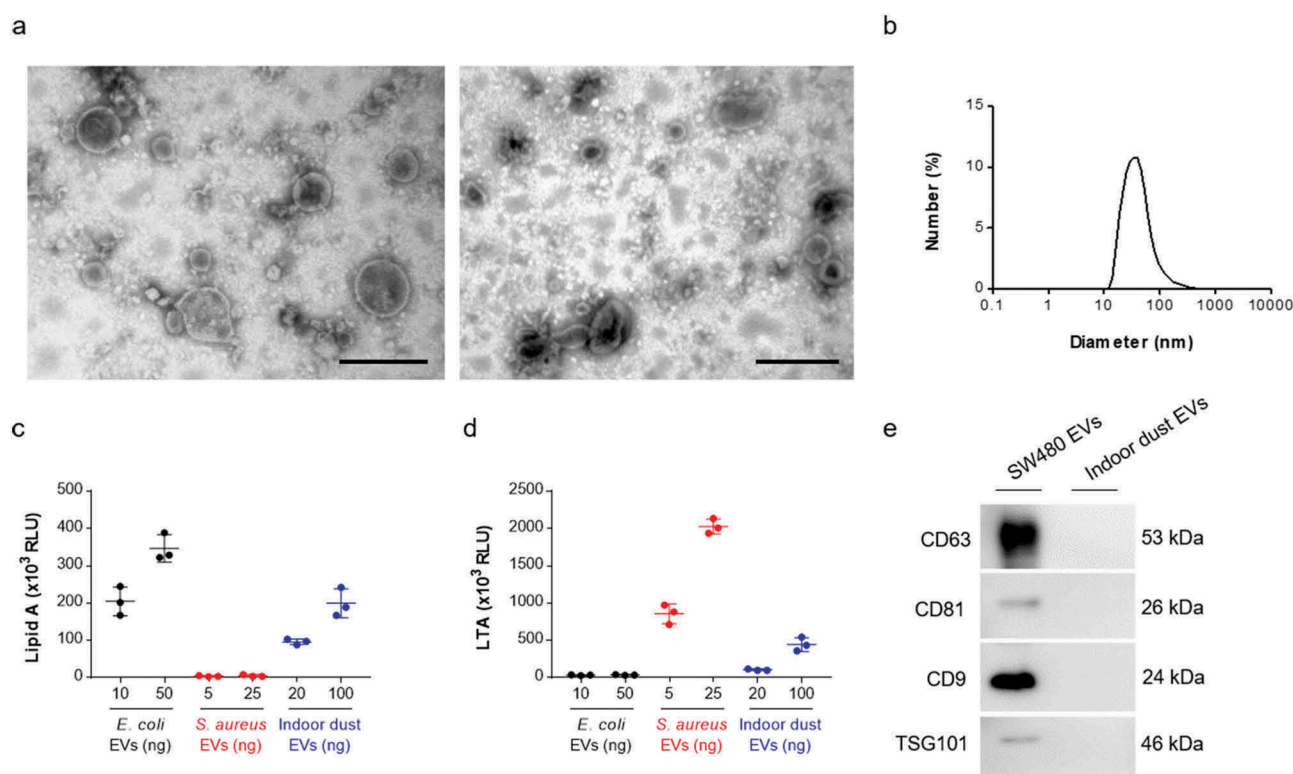 a
b
15
10
5
0
Number (%)
0.1 1 10 100 1000 10000
Diameter (nm)
c
500
400
300
200
100
0
Lipid A (x10³ RLU)
10 50 5 25 20 100
E. coli S. aureus Indoor dust
EVs (ng) EVs (ng) EVs (ng)
d
2500
2000
1500
1000
500
0
LTA (x10³ RLU)
10 50 5 25 20 100
E. coli S. aureus Indoor dust
EVs (ng) EVs (ng) EVs (ng)
e
SW480 EVs
Indoor dust EVs
CD63 53 kDa
CD81 26 kDa
CD9 24 kDa
TSG101 46 kDa